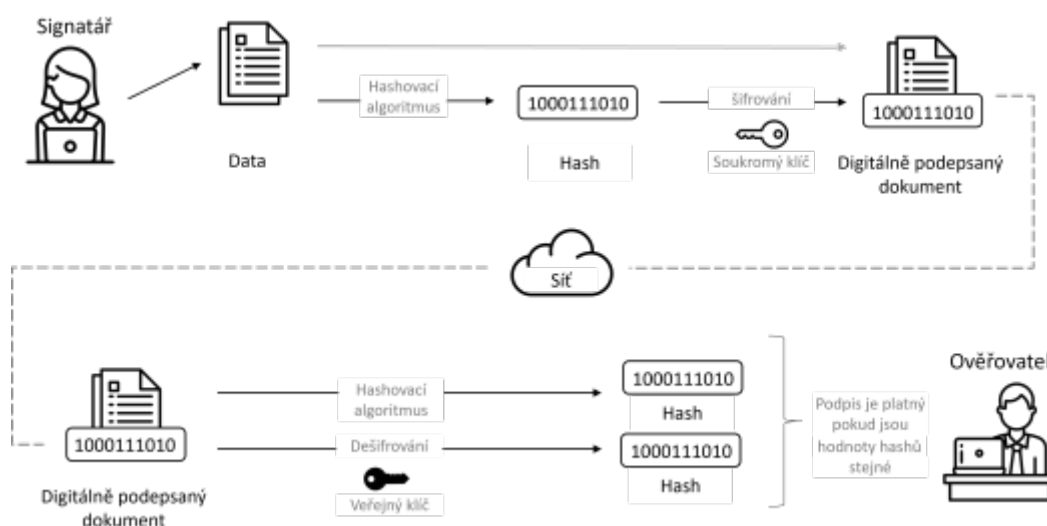 Signatář
Data
Hashovací
algoritmus
1000111010
Hash
šifrování
Soukromý klíč
1000111010
Digitálně podepsaný
dokument
Síť
1000111010
Digitálně podepsaný
dokument
Hashovací
algoritmus
Dešifrování
Veřejný klíč
1000111010
Hash
1000111010
Hash
Podpis je platný
pokud jsou
hodnoty hashů
stejné
Ověřovatel